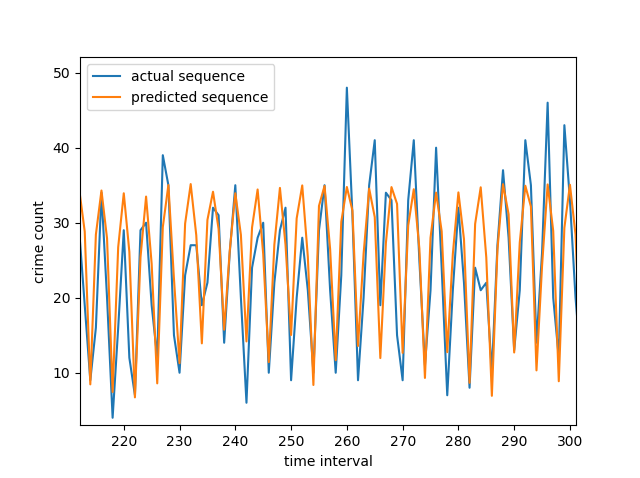 50
40
30
20
10
crime count
actual sequence
predicted sequence
220 230 240 250 260 270 280 290 300
time interval